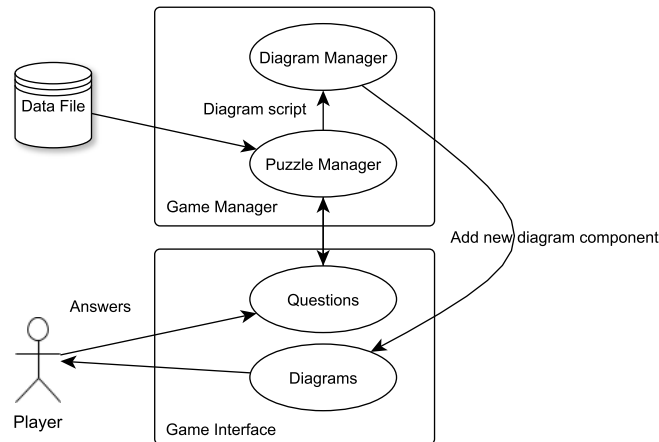 Diagram Manager
Data File
Diagram script
Puzzle Manager
Game Manager
Add new diagram component
Questions
Answers
Diagrams
Player
Game Interface